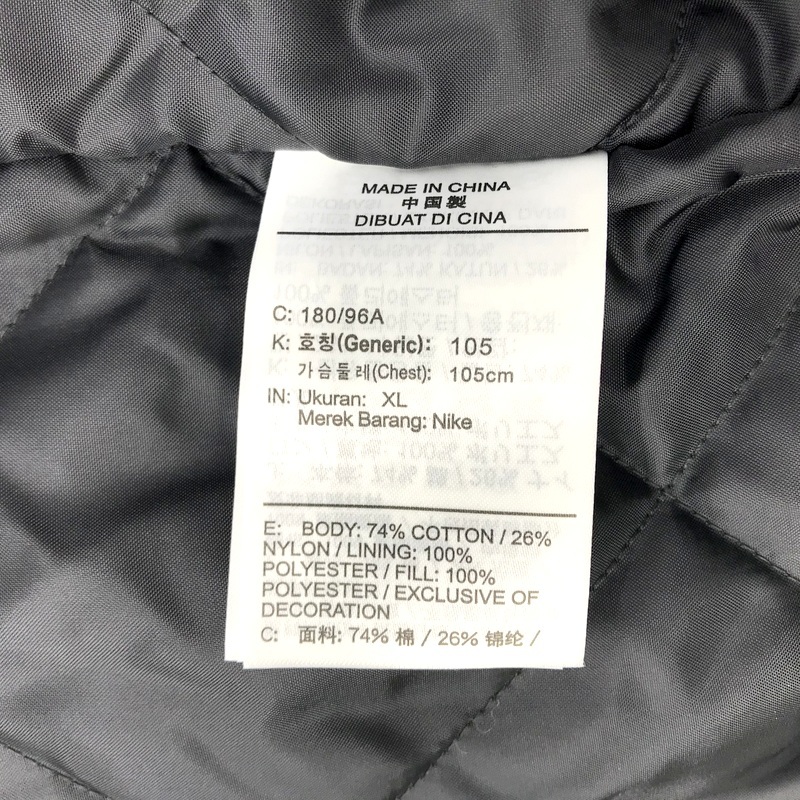 MADE IN CHINA
中国製
DIBUAT DI CINA
C: 180/96A
K: 호칭(Generic): 105
가슴둘레(Chest): 105cm
IN: Ukuran: XL
Merek Barang: Nike
E: BODY: 74% COTTON / 26%
NYLON / LINING: 100%
POLYESTER / FILL: 100%
POLYESTER / EXCLUSIVE OF
DECORATION
C: 面料: 74% 棉 / 26% 锦纶 /